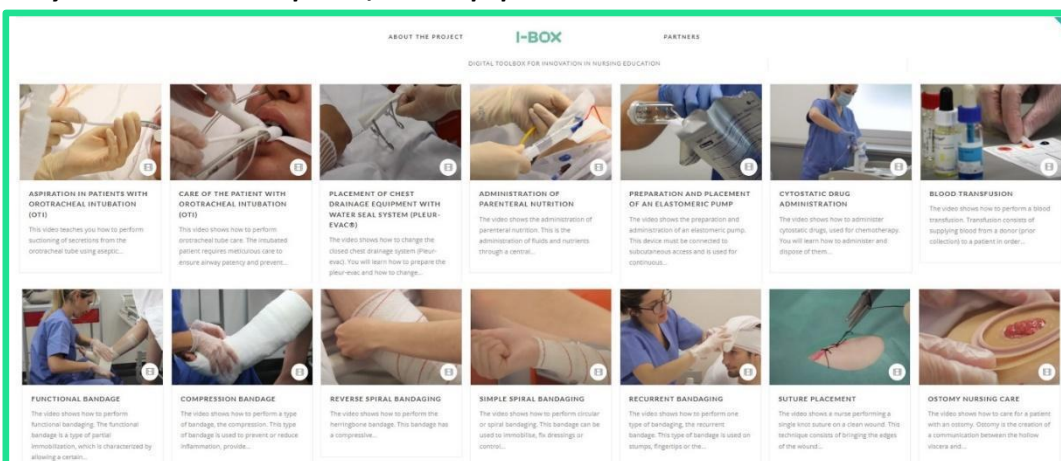 ABOUT THE PROJECT
I-BOX
PARTNERS
DIGITAL TOOLBOX FOR INNOVATION IN NURSING EDUCATION
ASPIRATION IN PATIENTS WITH
OROTRACHEAL INTUBATION
(OTI)
This video teaches you how to perform
suctioning of secretions from the
orotracheal tube using aseptic...
CARE OF THE PATIENT WITH
OROTRACHEAL INTUBATION
(OTI)
This video shows how to perform
orotracheal tube care. The intubated
patient requires meticulous care to
ensure airway patency and prevent...
PLACEMENT OF CHEST
DRAINAGE EQUIPMENT WITH
WATER SEAL SYSTEM (PLEUR-
EVAC®)
The video shows how to change the
closed chest drainage system (Pleur-
evac). You will learn how to prepare the
pleur-evac and how to change...
ADMINISTRATION OF
PARENTERAL NUTRITION
The video shows the administration of
parenteral nutrition. This is the
administration of fluids and nutrients
through a central...
PREPARATION AND PLACEMENT
OF AN ELASTOMERIC PUMP
The video shows the preparation and
administration of an elastomeric pump.
This device must be connected to
subcutaneous access and is used for
continuous...
CYTOSTATIC DRUG
ADMINISTRATION
The video shows how to administer
cytostatic drugs, used for chemotherapy.
You will learn how to administer and
dispose of them...
BLOOD TRANSFUSION
The video shows how to perform a blood
transfusion. Transfusion consists of
supplying blood from a donor (prior
collection) to a patient in order...
FUNCTIONAL BANDAGE
The video shows how to perform
functional bandaging. The functional
bandage is a type of partial
immobilization, which is characterized by
allowing a certain...
COMPRESSION BANDAGE
The video shows how to perform a type
of bandage, the compression. This type
of bandage is used to prevent or reduce
inflammation, provide...
REVERSE SPIRAL BANDAGING
The video shows how to perform the
herringbone bandage. This bandage has
a compressive...
SIMPLE SPIRAL BANDAGING
The video shows how to perform circular
or spiral bandaging. This bandage can be
used to immobilise, fix dressings or
control...
RECURRENT BANDAGING
The video shows how to perform one
type of bandaging, the recurrent
bandage. This type of bandage is used on
stumps, fingertips or the...
SUTURE PLACEMENT
The video shows a nurse performing a
single knot suture on a clean wound. This
technique consists of bringing the edges
of the wound...
OSTOMY NURSING CARE
The video shows how to care for a patient
with an ostomy. Ostomy is the creation of
a communication between the hollow
viscera and...